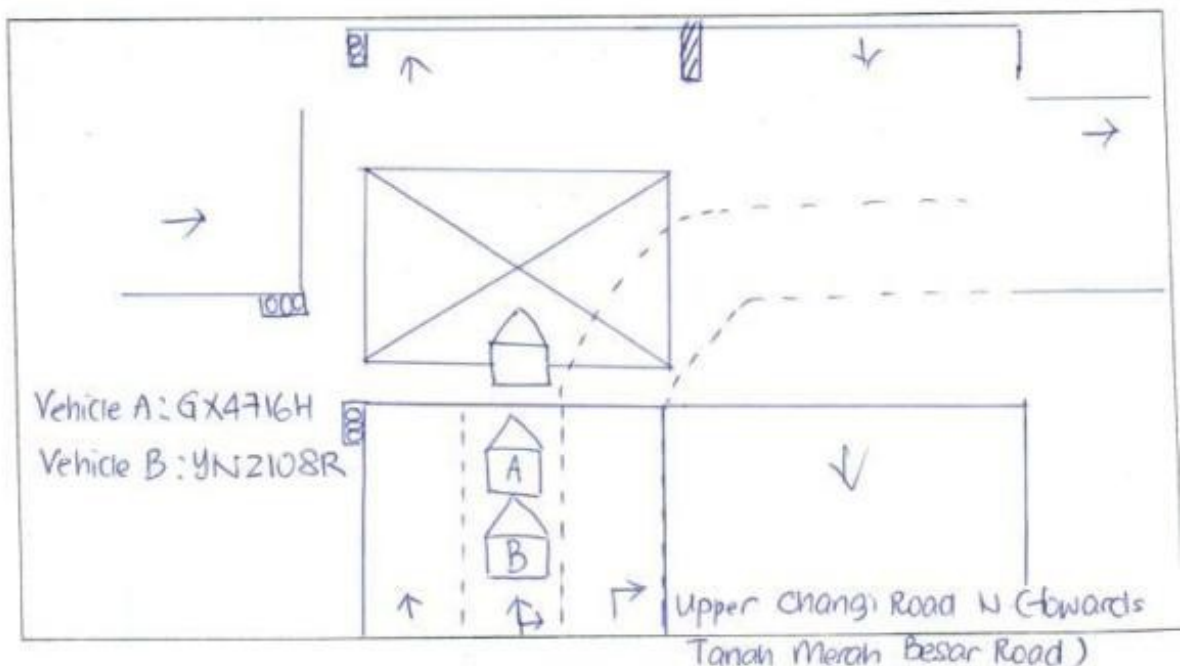 Vehicle A : GX4716H
Vehicle B : YN2108R
A
B
Upper Changi Road N (towards
Tanah Merah Besar Road)